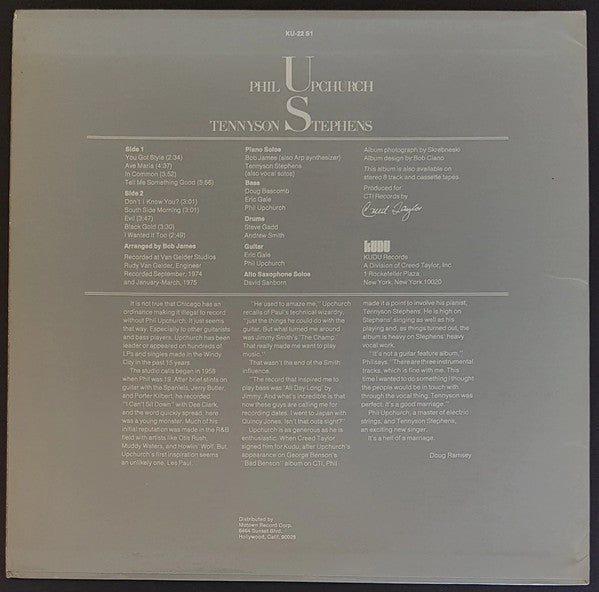 KU-22 S1
PHIL UPCHURCH
TENNYSON STEPHENS
Side 1
You Got Style (2:34)
Ave Maria (4:37)
In Common (3:52)
Tell Me Something Good (5:56)
Side 2
Don't I Know You? (3:01)
South Side Morning (3:01)
Evil (3:47)
Black Gold (3:30)
I Wanted It Too (2:49)
Arranged by Bob James
Recorded at Van Gelder Studios
Rudy Van Gelder, Engineer
Recorded September, 1974
and January-March, 1975
Piano Solos
Bob James (also Arp synthesizer)
Tennyson Stephens
(also vocal solos)
Bass
Doug Bascomb
Eric Gale
Phil Upchurch
Drums
Steve Gadd
Andrew Smith
Guitar
Eric Gale
Phil Upchurch
Alto Saxophone Solos
David Sanborn
Album photograph by Skrebneski
Album design by Bob Ciano
This album is also available on
stereo 8 track and cassette tapes.
Produced for
CTI Records by
Creed Taylor
kudu
KUDU Records
A Division of Creed Taylor, Inc.
1 Rockefeller Plaza
New York, New York 10020
It is not true that Chicago has an
ordinance making it illegal to record
without Phil Upchurch. It just seems
that way. Especially to other guitarists
and bass players. Upchurch has been
leader or appeared on hundreds of
LPs and singles made in the Windy
City in the past 15 years.
The studio calls began in 1958
when Phil was 19. After brief stints on
guitar with the Spaniels, Jerry Butler,
and Porter Kilbert, he recorded
"I Can't Sit Down" with Dee Clark,
and the word quickly spread: here
was a young monster. Much of his
initial reputation was made in the R&B
field with artists like Otis Rush,
Muddy Waters, and Howlin' Wolf. But,
Upchurch's first inspiration seems
an unlikely one, Les Paul.
"He used to amaze me," Upchurch
recalls of Paul's technical wizardry,
"just the things he could do with the
guitar. But what turned me around
was Jimmy Smith's 'The Champ.'
That really made me want to play
music."
That wasn't the end of the Smith
influence.
"The record that inspired me to
play bass was 'All Day Long' by
Jimmy. And what's incredible is that
now these guys are calling me for
recording dates. I went to Japan with
Quincy Jones. Isn't that outa sight?"
Upchurch is as generous as he is
enthusiastic. When Creed Taylor
signed him for Kudu, after Upchurch's
appearance on George Benson's
"Bad Benson" album on CTI, Phil
made it a point to involve his pianist,
Tennyson Stephens. He is high on
Stephens' singing as well as his
playing and, as things turned out, the
album is heavy on Stephens' heavy
vocal work.
"It's not a guitar feature album,"
Phil says. "There are three instrumental
tracks, which is fine with me. This
time I wanted to do something I thought
the people would be in touch with
through the vocal thing. Tennyson was
perfect. It's a good marriage."
Phil Upchurch, a master of electric
strings, and Tennyson Stephens,
an exciting new singer.
It's a hell of a marriage.
Doug Ramsey
Distributed by
Motown Record Corp.
6464 Sunset Blvd.
Hollywood, Calif. 90028